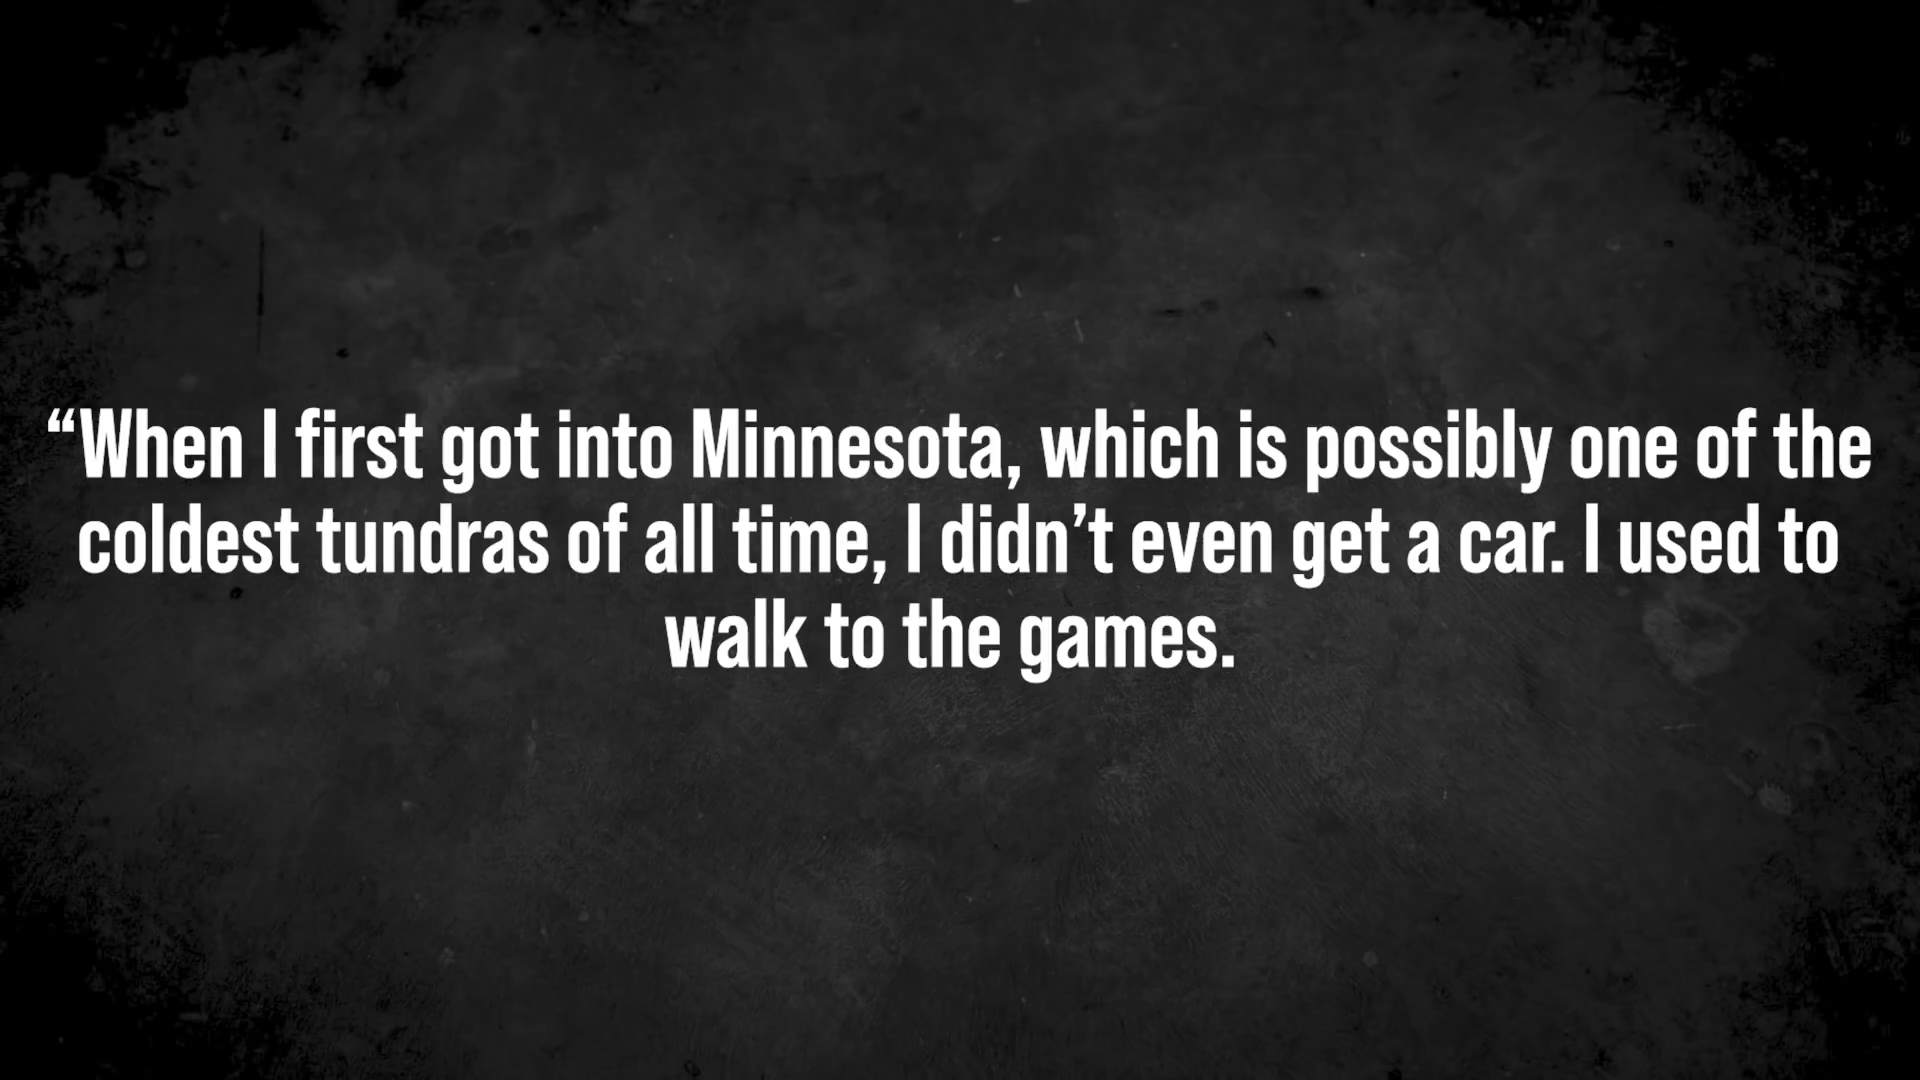 “When I first got into Minnesota, which is possibly one of the
coldest tundras of all time, I didn’t even get a car. I used to
walk to the games.